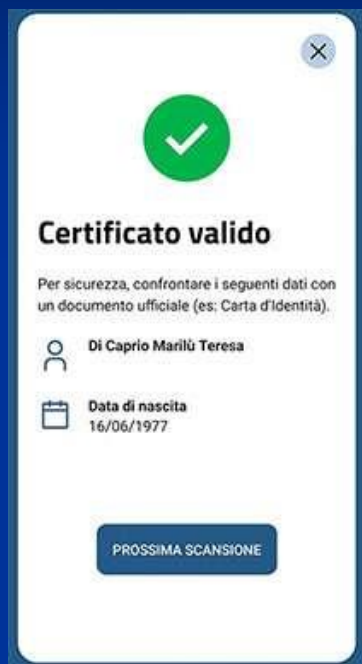 Certificato valido
Per sicurezza, confrontare i seguenti dati con
un documento ufficiale (es: Carta d'Identità).
Di Caprio Marilù Teresa
Data di nascita
16/06/1977
PROSSIMA SCANSIONE